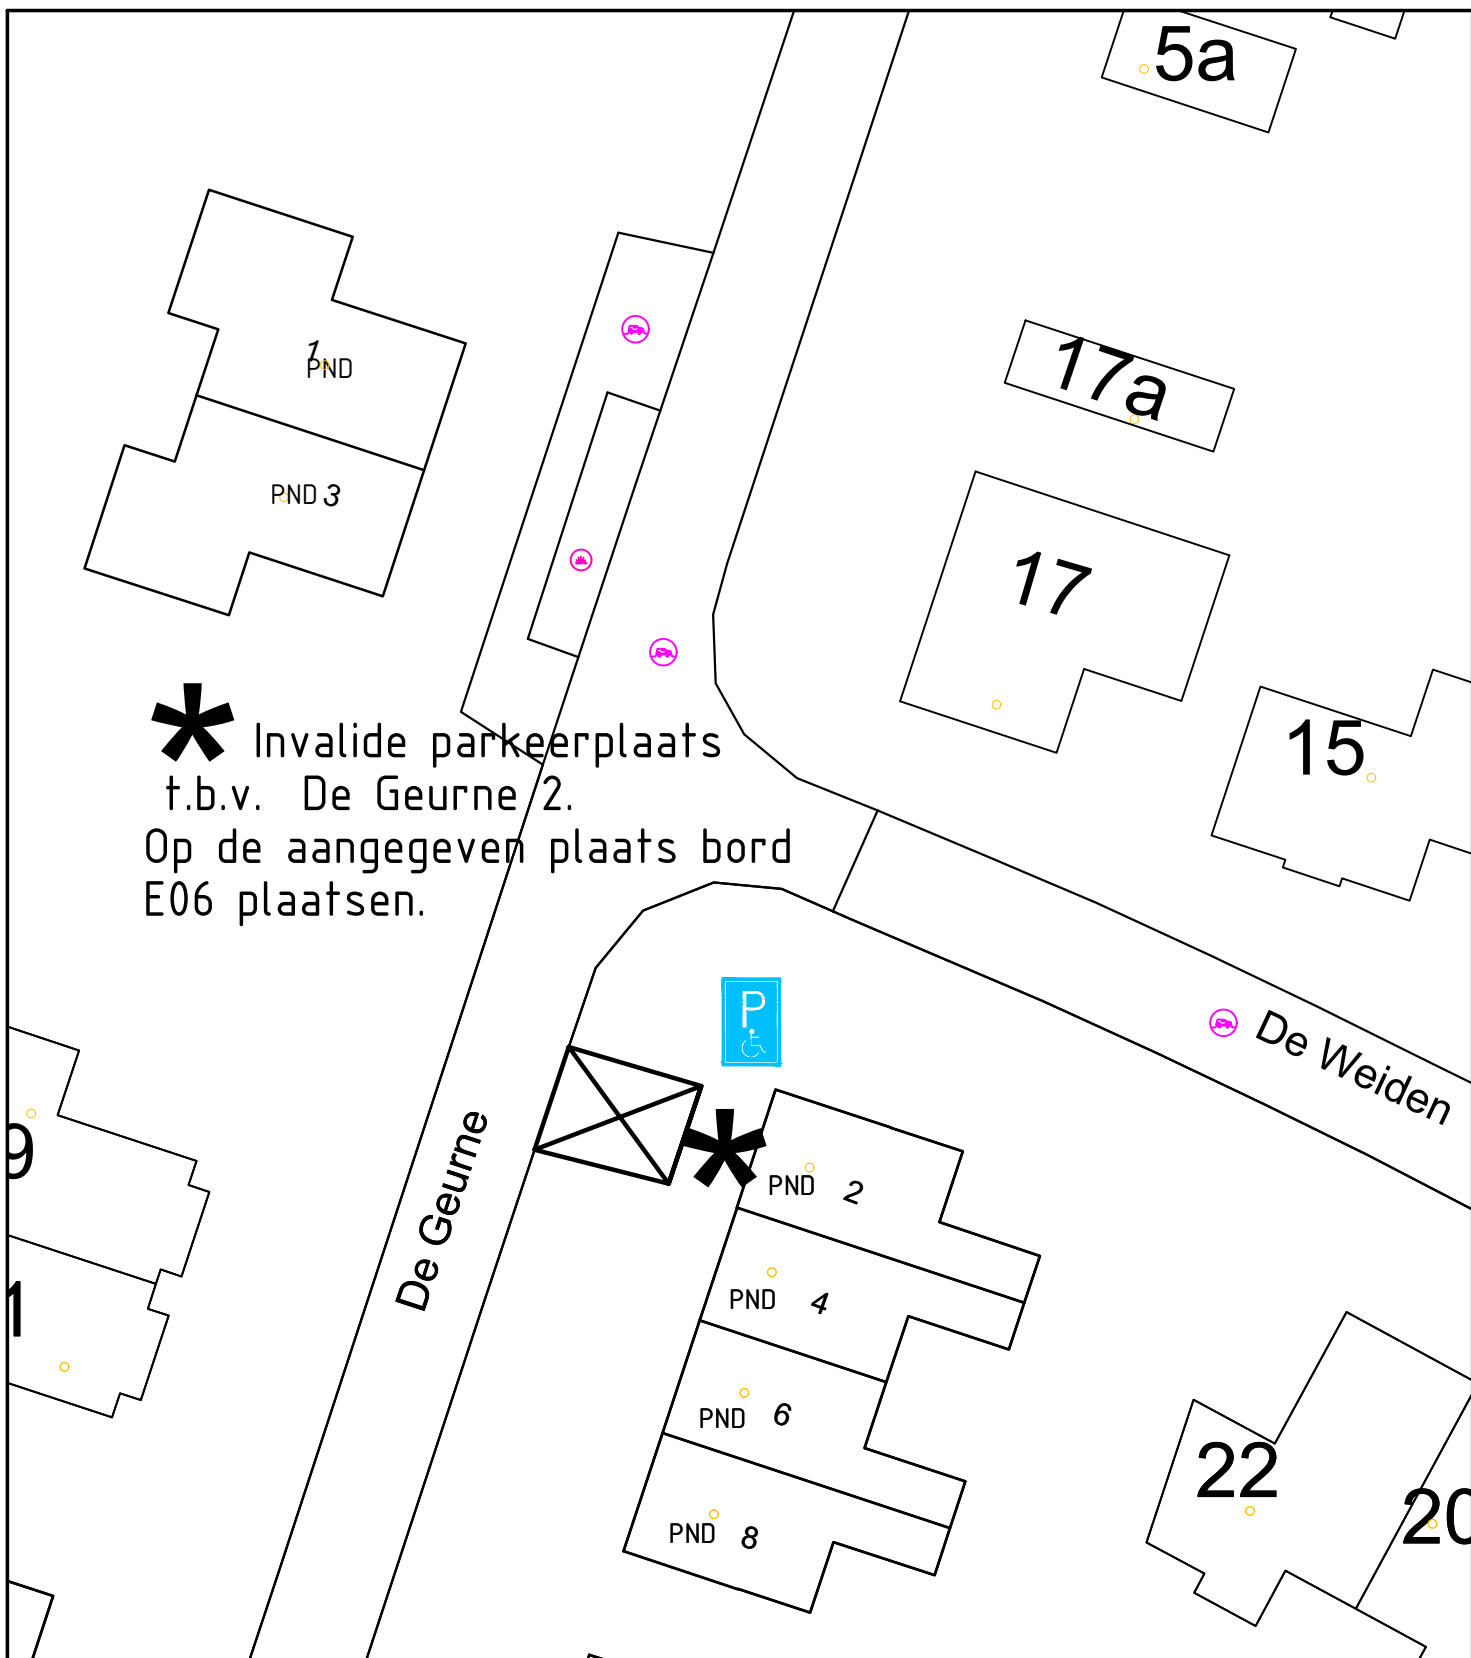 5a
17a
1
PND
PND 3
17
15
* Invalide parkeerplaats
t.b.v. De Geurne 2.
Op de aangegeven plaats bord
E06 plaatsen.
P
De Weiden
9
De Geurne
*
PND 2
1
PND 4
PND 6
22
20
PND 8